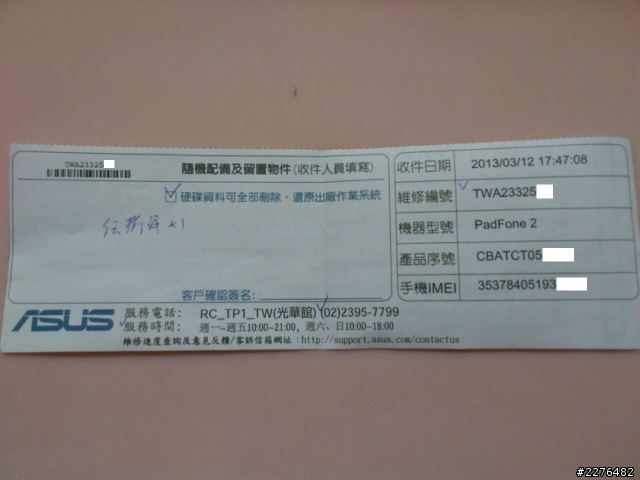 TWA23325
隨機配備及留置物件(收件人員填寫)
硬碟資料可全部刪除，還原出廠作業系統
x1
客戶確認簽名:
收件日期 2013/03/12 17:47:08
維修編號 TWA23325
機器型號 PadFone 2
產品序號 CBATCT05
手機IMEI 35378405193
ASUS
服務電話: RC_TP1_TW(光華館) (02)2395-7799
服務時間: 週一~週五10:00~21:00, 週六、日10:00~18:00
維修進度查詢及意見反饋/客訴信箱網址:http://support.asus.com/contactus
#2276482